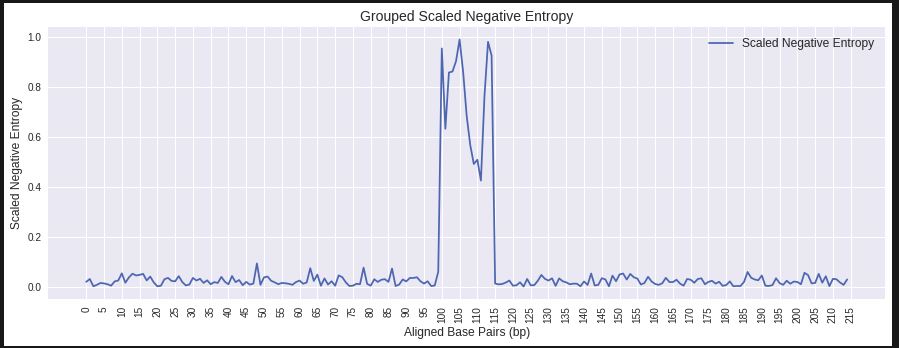 Grouped Scaled Negative Entropy
Scaled Negative Entropy
1.0
0.8
0.6
0.4
0.2
0.0
Scaled Negative Entropy
0 5 10 15 20 25 30 35 40 45 50 55 60 65 70 75 80 85 90 95 100 105 110 115 120 125 130 135 140 145 150 155 160 165 170 175 180 185 190 195 200 205 210 215
Aligned Base Pairs (bp)